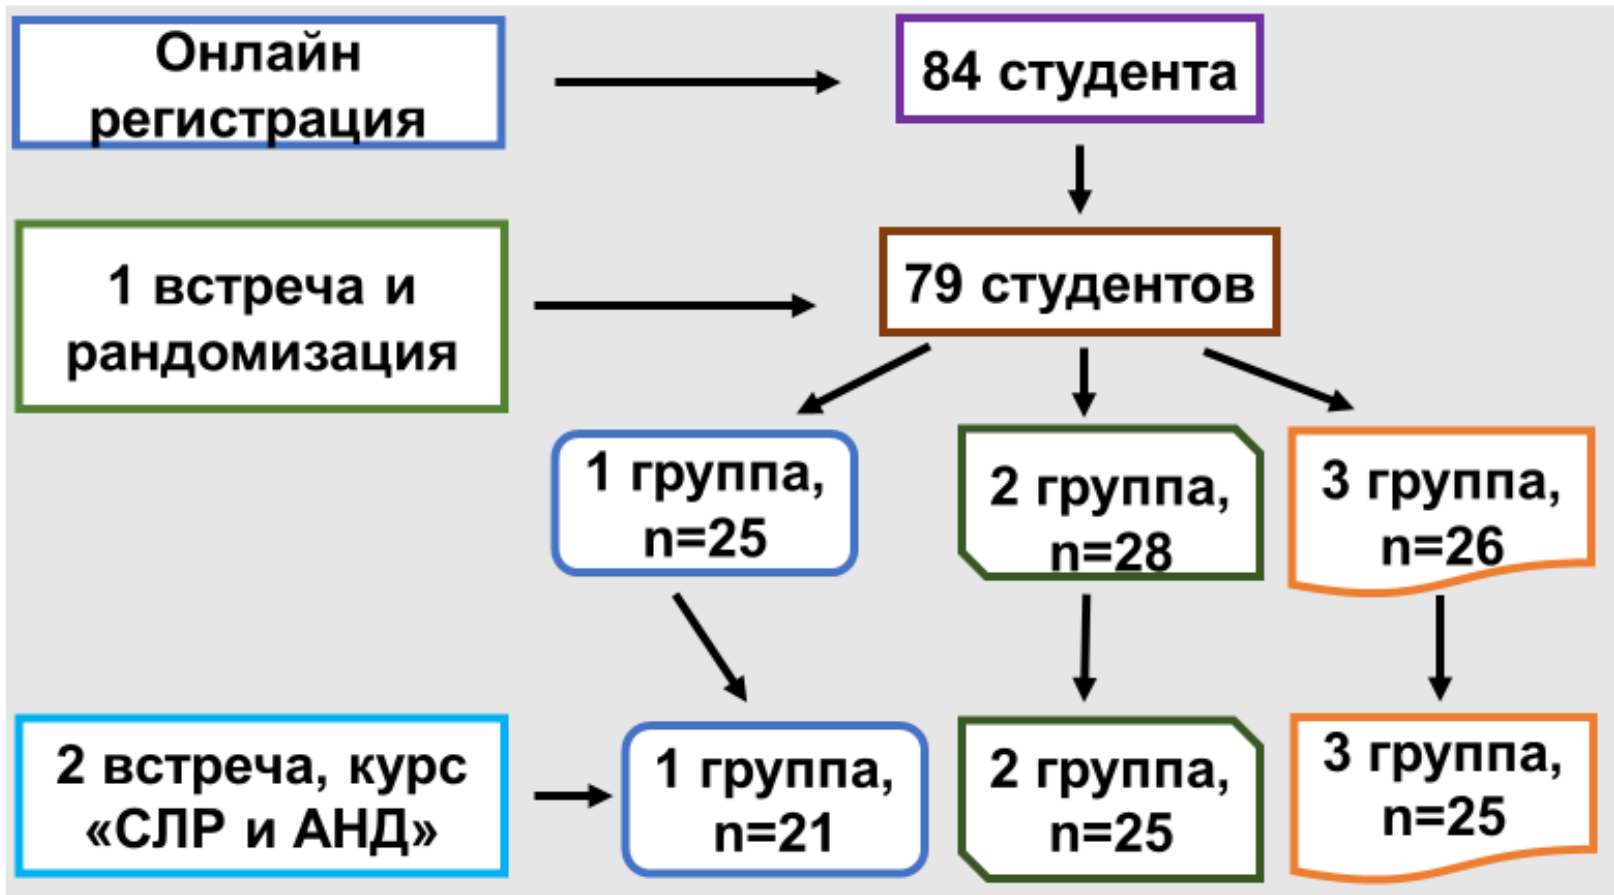 Онлайн
регистрация
84 студента
1 встреча и
рандомизация
79 студентов
1 группа,
n=25
2 группа,
n=28
3 группа,
n=26
2 встреча, курс
«СЛР и АНД»
1 группа,
n=21
2 группа,
n=25
3 группа,
n=25